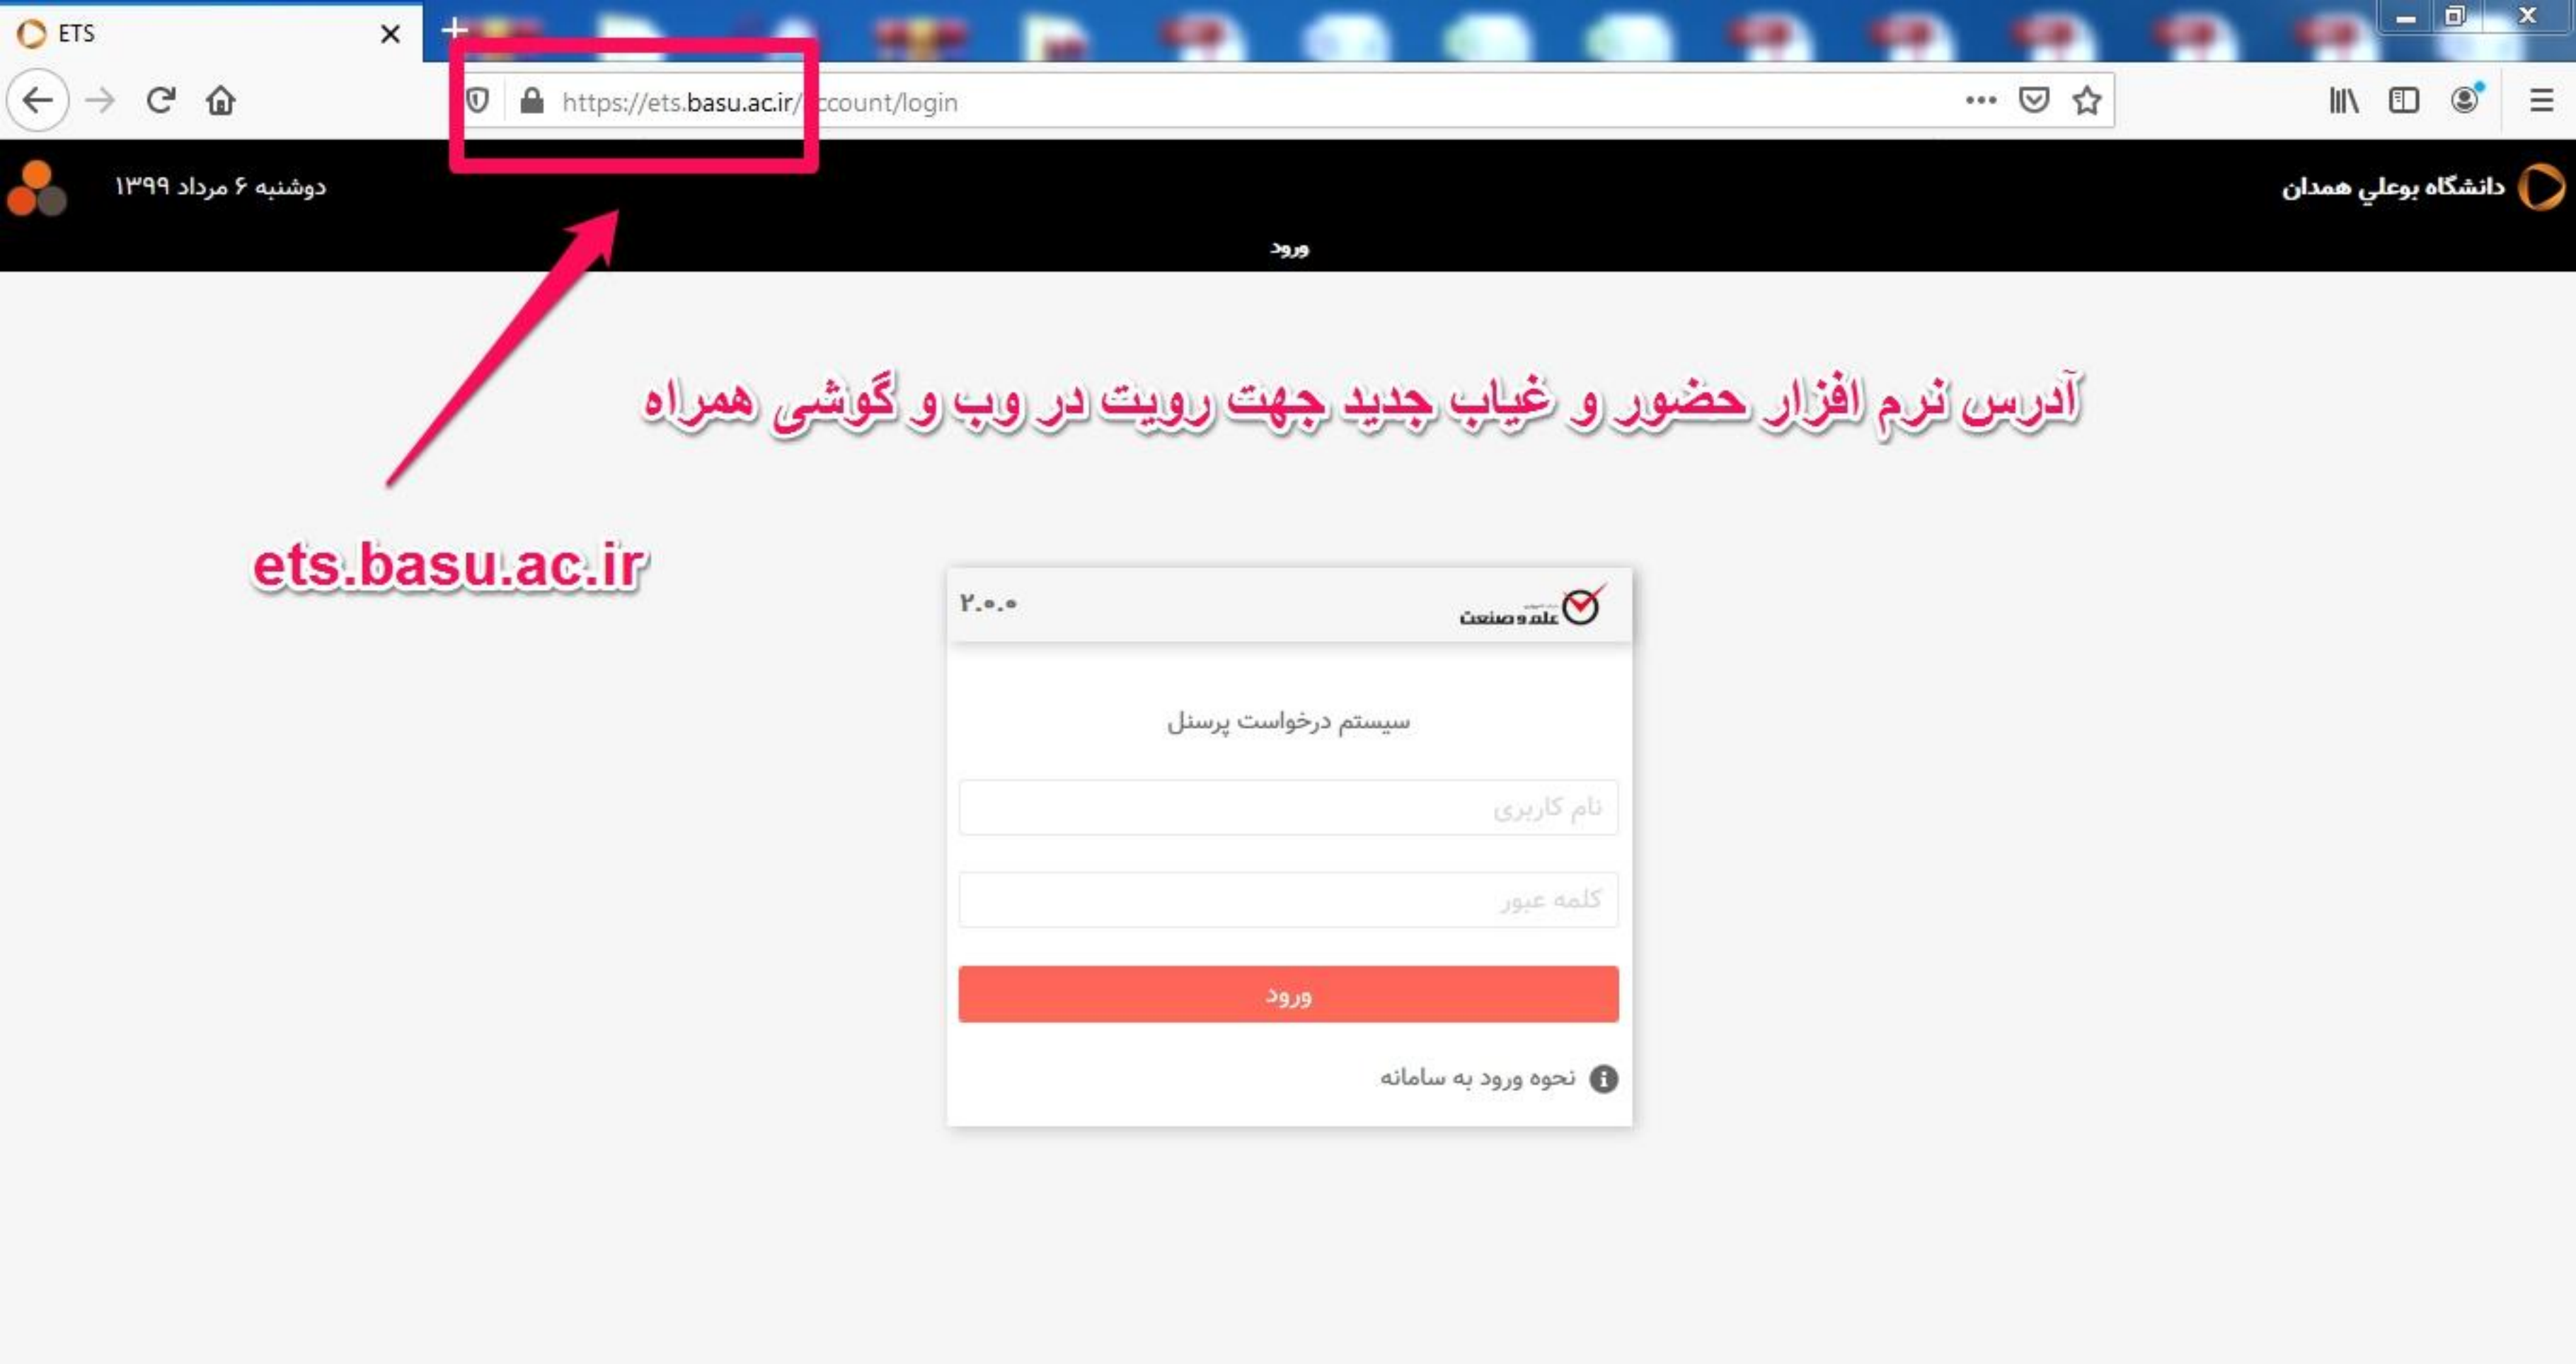 ETS
https://ets.basu.ac.ir/ccount/login
دانشگاه بوعلي همدان
دوشنبه ۶ مرداد ۱۳۹۹
ورود
آدرس نرم افزار حضور و غیاب جدید جهت رویت در وب و گوشی همراه
ets.basu.ac.ir
علم و صنعت
۲.۰.۰
سیستم درخواست پرسنل
نام کاربری
کلمه عبور
ورود
نحوه ورود به سامانه